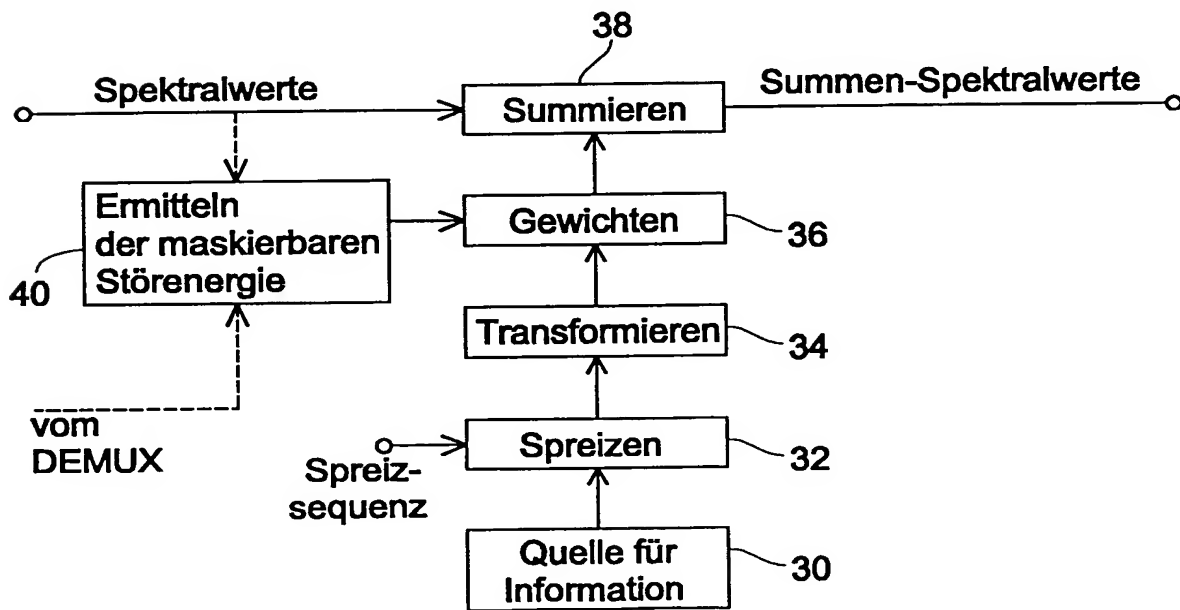 38
Spektralwerte
Summen-Spektralwerte
Summieren
Ermitteln
der maskierbaren
Störenergie
Gewichten
36
40
Transformieren
34
vom
DEMUX
Spreizen
32
Spreiz-
sequenz
Quelle für
Information
30